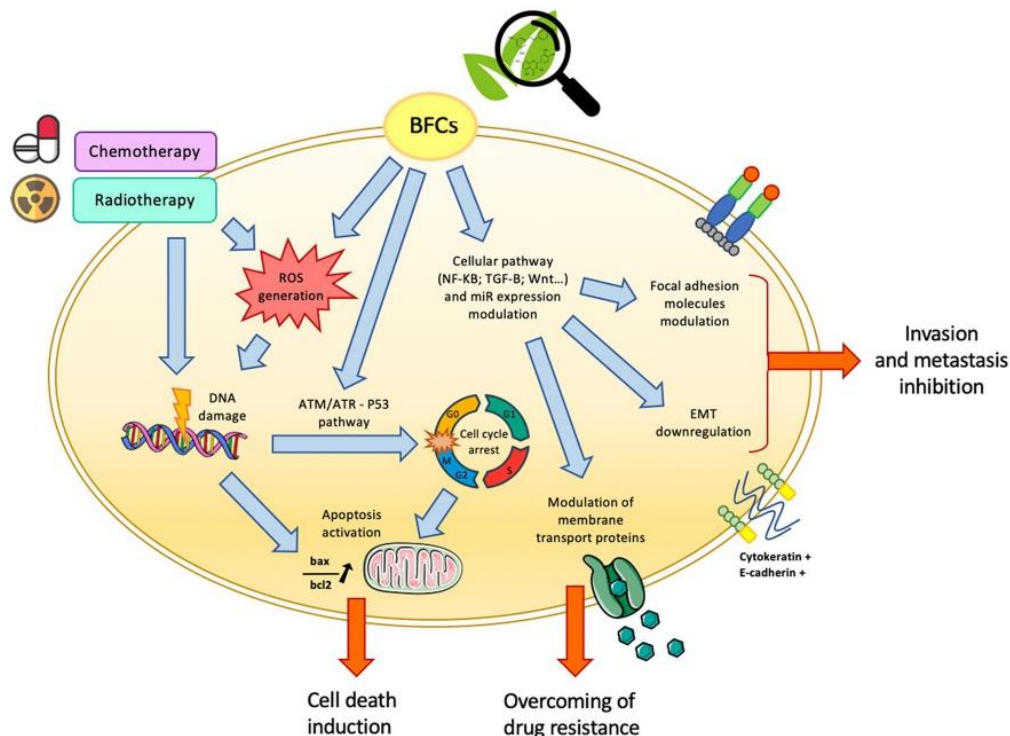 BFCs
Chemotherapy
Radiotherapy
ROS
generation
Cellular pathway
(NF-KB; TGF-B; Wnt...)
and miR expression
modulation
Focal adhesion
molecules
modulation
Invasion
and metastasis
inhibition
DNA
damage
ATM/ATR - P53
pathway
G0
G1
Cell cycle
arrest
M
G2
S
EMT
downregulation
Apoptosis
activation
bax
bcl2
Modulation of
membrane
transport proteins
Cytokeratin +
E-cadherin +
Cell death
induction
Overcoming of
drug resistance